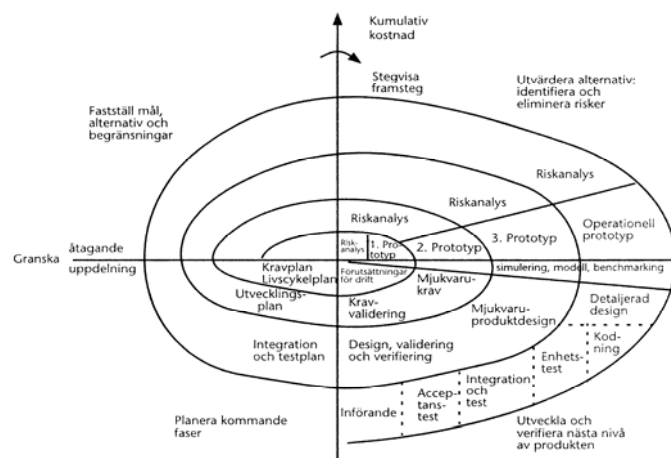 Kumulativ
kostnad
Stegvisa
framsteg
Utvärdera alternativ:
identifiera och
eliminera risker
Fastställ mål,
alternativ och
begränsningar
Riskanalys
Riskanalys
Riskanalys
Operationell
prototyp
3. Prototyp
2. Prototyp
1. Pro-
totyp
Risk-
analys
Granska
åtagande
uppdelning
simulering, modell, benchmarking
Kravplan
Livscykelplan
Förutsättningar
för drift
Mjukvaru-
krav
Detaljerad
design
Utvecklings-
plan
Krav-
validering
Mjukvaru-
produktdesign
Kod-
ning
Integration
och testplan
Design, validering
och verifiering
Enhets-
test
Integration
och
test
Accep-
tans-
test
Införande
Planera kommande
faser
Utveckla och
verifiera nästa nivå
av produkten